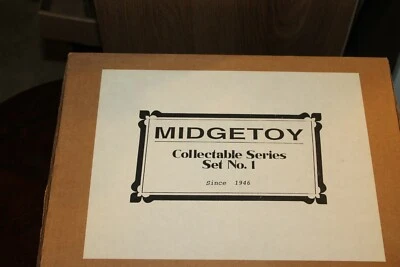 MIDGETOY
Collectable Series
Set No. 1
Since 1946